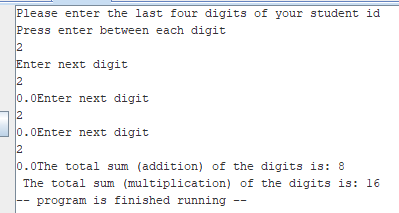 Please enter the last four digits of your student id
Press enter between each digit
2
Enter next digit
2
0.0Enter next digit
2
0.0Enter next digit
2
0.0The total sum (addition) of the digits is: 8
 The total sum (multiplication) of the digits is: 16
-- program is finished running --